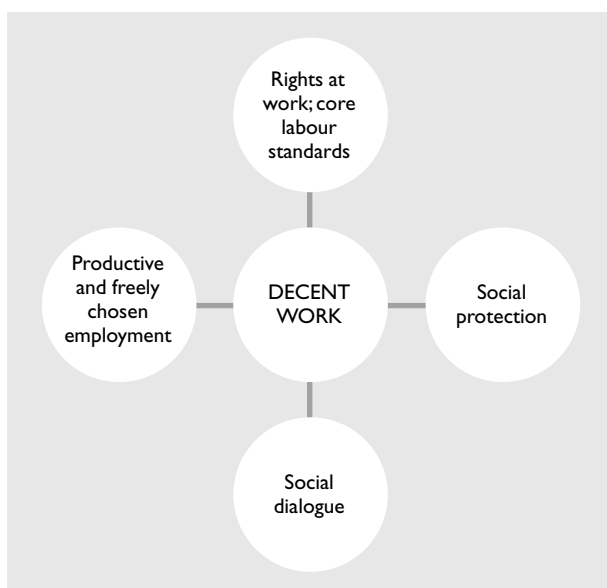 Rights at
work; core
labour
standards
Productive
and freely
chosen
employment
DECENT
WORK
Social
protection
Social
dialogue